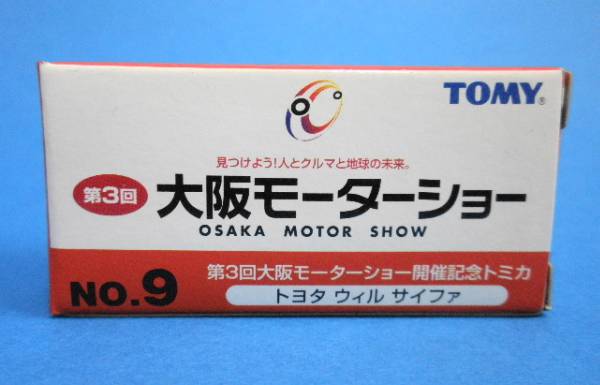 TOMY®
見つけよう!人とクルマと地球の未来。
第3回
大阪モーターショー
OSAKA MOTOR SHOW
NO.9
第3回大阪モーターショー開催記念トミカ
トヨタ ウィル サイファ